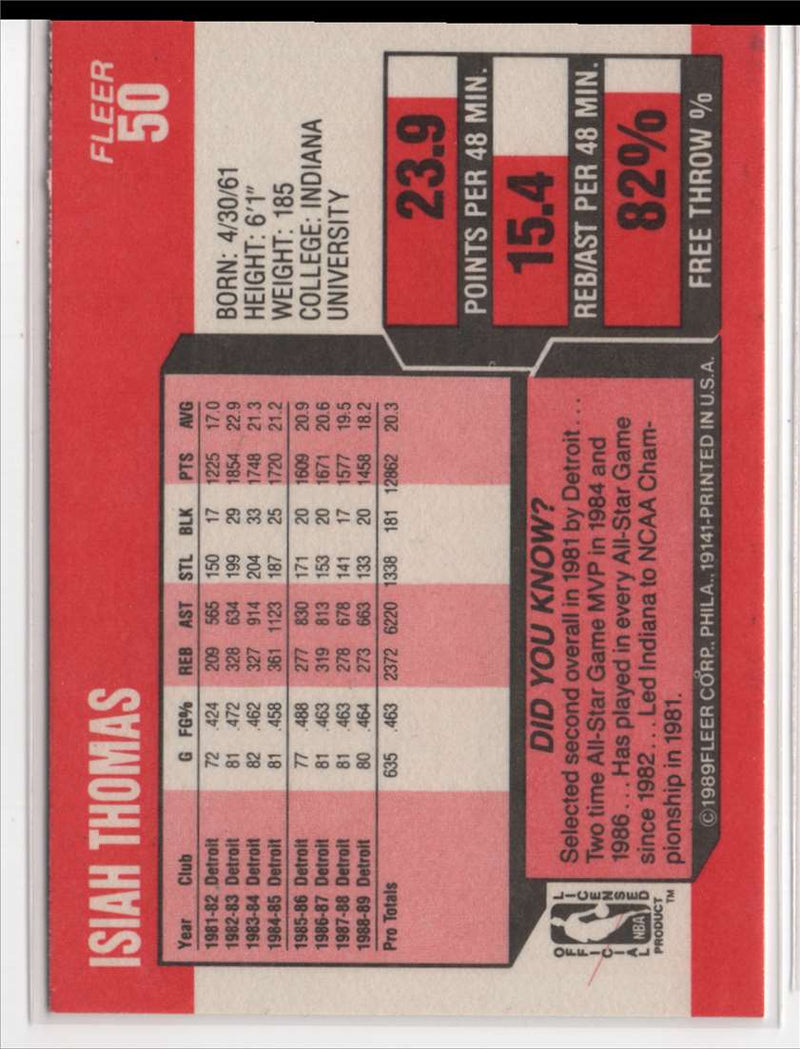 ISIAH THOMAS
FLEER
50
BORN: 4/30/61
HEIGHT: 6'1"
WEIGHT: 185
COLLEGE: INDIANA
UNIVERSITY
Year Club G FG% REB AST STL BLK PTS AVG
1981-82 Detroit 72 .424 209 565 150 17 1225 17.0
1982-83 Detroit 81 .472 328 634 199 29 1854 22.9
1983-84 Detroit 82 .462 327 914 204 33 1748 21.3
1984-85 Detroit 81 .458 361 1123 187 25 1720 21.2
1985-86 Detroit 77 .488 277 830 171 20 1609 20.9
1986-87 Detroit 81 .463 319 813 153 20 1671 20.6
1987-88 Detroit 81 .463 278 678 141 17 1577 19.5
1988-89 Detroit 80 .464 273 663 133 20 1458 18.2
Pro Totals 635 .463 2372 6220 1338 181 12862 20.3
23.9
POINTS PER 48 MIN.
15.4
REB/AST PER 48 MIN.
82%
FREE THROW %
DID YOU KNOW?
Selected second overall in 1981 by Detroit...
Two time All-Star Game MVP in 1984 and
1986... Has played in every All-Star Game
since 1982... Led Indiana to NCAA Cham-
pionship in 1981.
OFFICIAL LICENSED
NBA
PRODUCT™
©1989FLEER CORP., PHILA., 19141-PRINTED IN U.S.A.